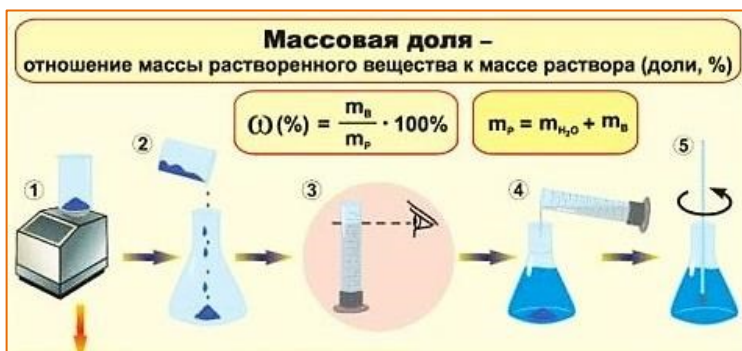 Массовая доля –
отношение массы растворенного вещества к массе раствора (доли, %)
ω(%) = mв/mр · 100%
mр = mH₂O + mв
1
2
3
4
5